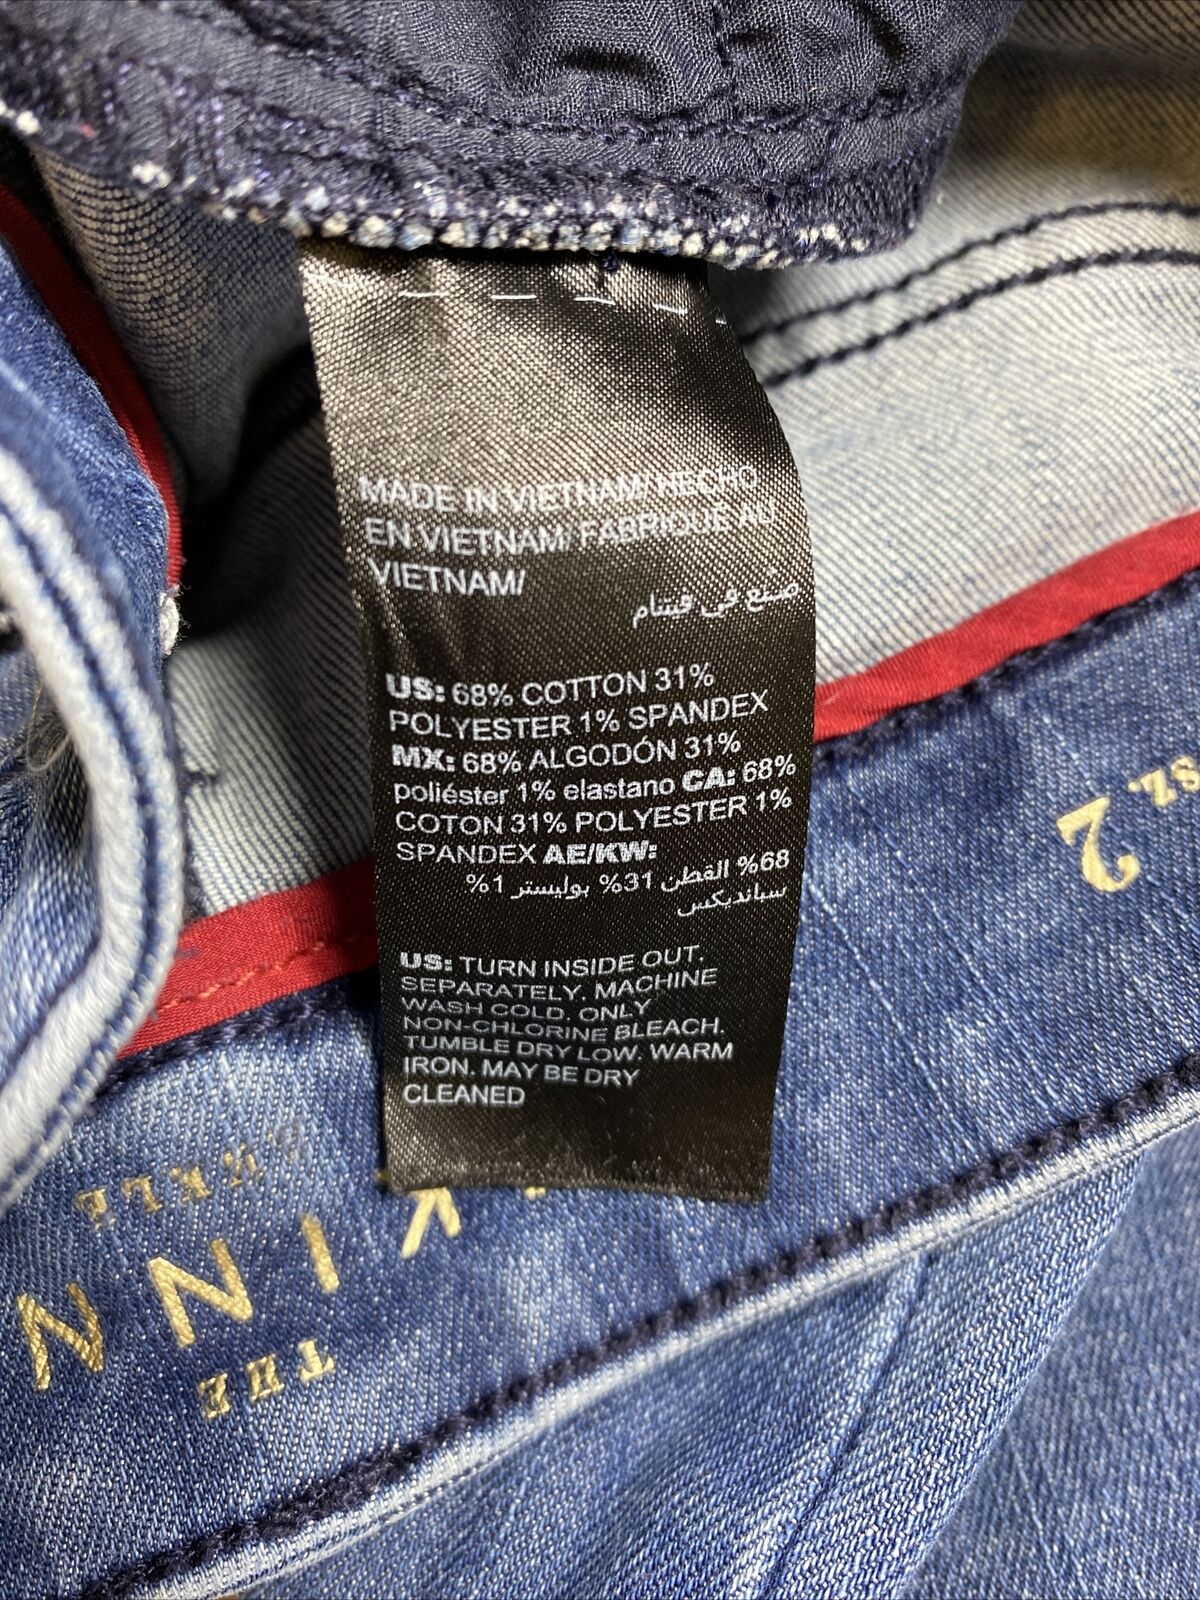 MADE IN VIETNAM/ HECHO
EN VIETNAM/ FABRIQUÉ AU
VIETNAM/
صنع في فيتنام
US: 68% COTTON 31%
POLYESTER 1% SPANDEX
MX: 68% ALGODÓN 31%
poliéster 1% elastano CA: 68%
COTON 31% POLYESTER 1%
SPANDEX AE/KW:
68% القطن 31% بوليستر 1%
سباندیكس
US: TURN INSIDE OUT.
SEPARATELY. MACHINE
WASH COLD. ONLY
NON-CHLORINE BLEACH.
TUMBLE DRY LOW. WARM
IRON. MAY BE DRY
CLEANED
sz. 2
THE